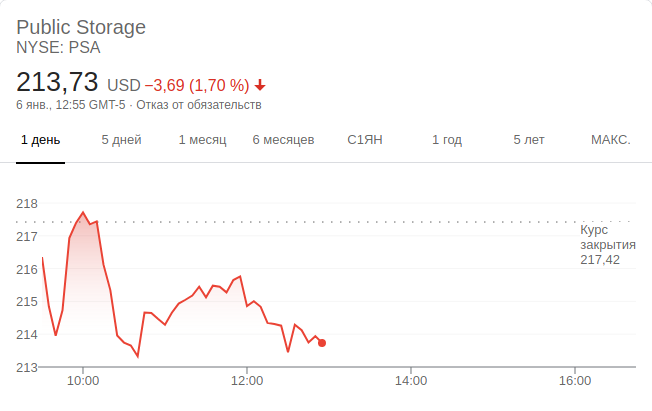 Public Storage
NYSE: PSA
213,73 USD −3,69 (1,70 %)
6 янв., 12:55 GMT-5 · Отказ от обязательств
1 день 5 дней 1 месяц 6 месяцев С1ЯН 1 год 5 лет МАКС.
218
217
216
215
214
213
Курс
закрытия
217,42
10:00 12:00 14:00 16:00